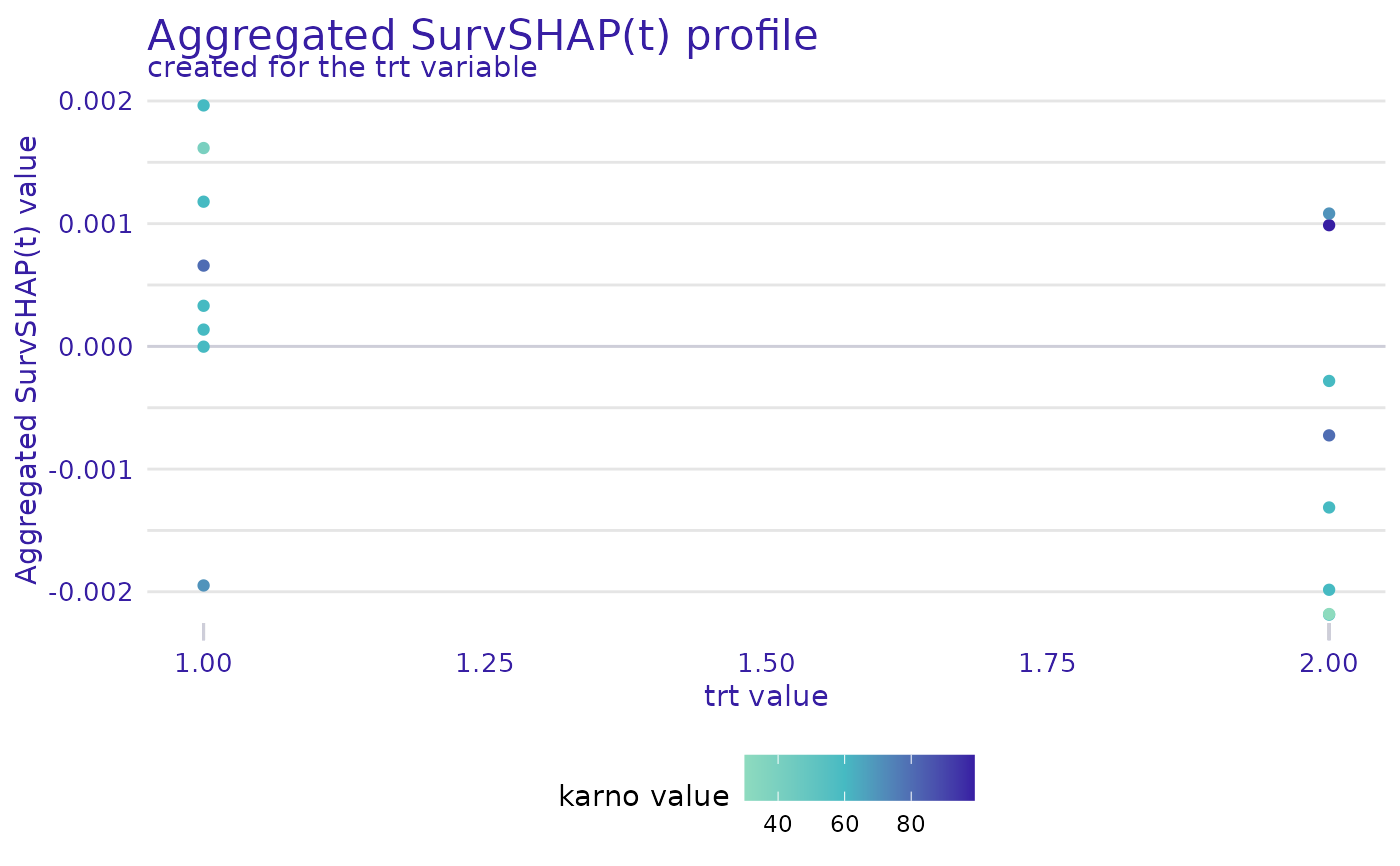 Aggregated SurvSHAP(t) profile
created for the trt variable
Aggregated SurvSHAP(t) value
0.002
0.001
0.000
-0.001
-0.002
1.00 1.25 1.50 1.75 2.00
trt value
karno value
40 60 80